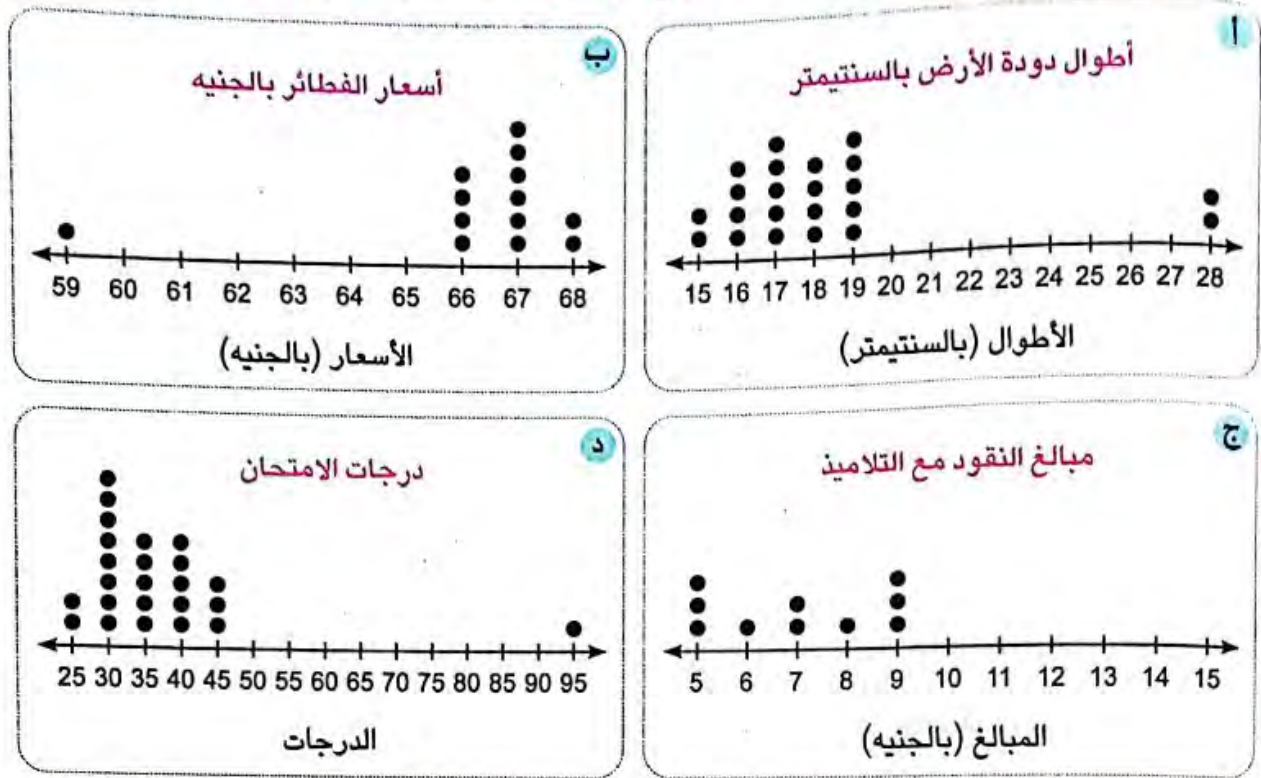 أ
أطوال دودة الأرض بالسنتيمتر
15 16 17 18 19 20 21 22 23 24 25 26 27 28
الأطوال (بالسنتيمتر)
ب
أسعار الفطائر بالجنيه
59 60 61 62 63 64 65 66 67 68
الأسعار (بالجنيه)
ج
مبالغ النقود مع التلاميذ
5 6 7 8 9 10 11 12 13 14 15
المبالغ (بالجنيه)
د
درجات الامتحان
25 30 35 40 45 50 55 60 65 70 75 80 85 90 95
الدرجات